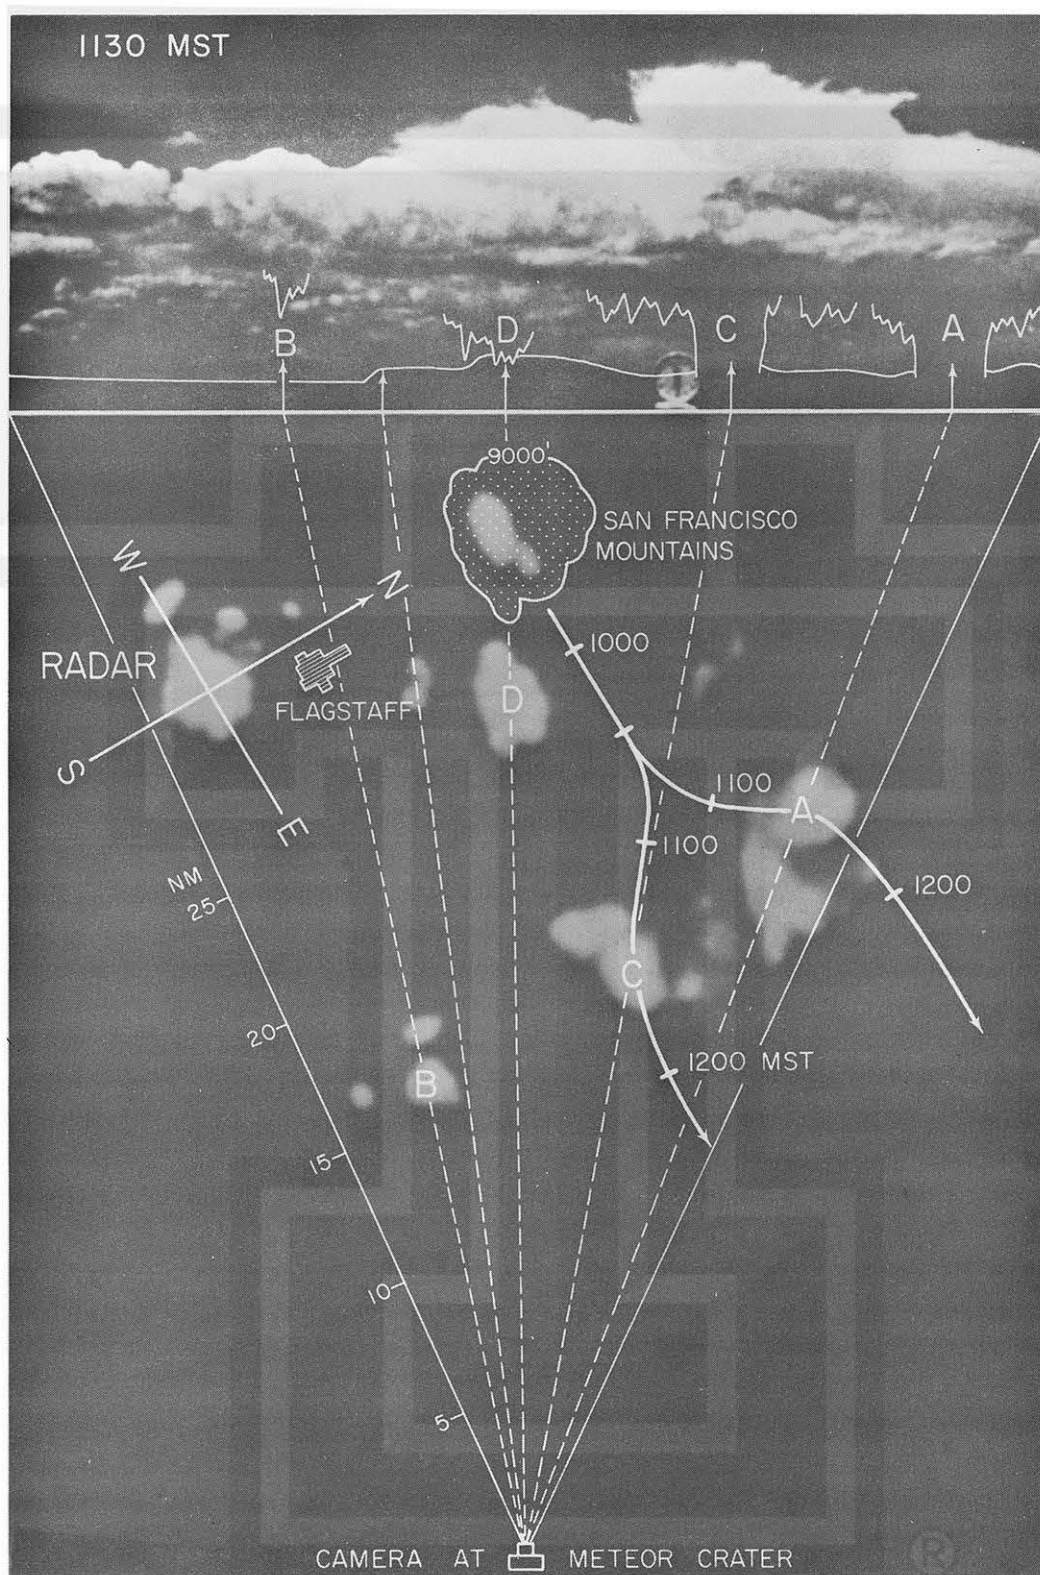 1130 MST
B
D
C
A
9000'
SAN FRANCISCO
MOUNTAINS
W
N
RADAR
1000
FLAGSTAFF
D
S
E
1100
A
1100
NM
25
1200
C
20
1200 MST
B
15
10
5
CAMERA AT METEOR CRATER
®